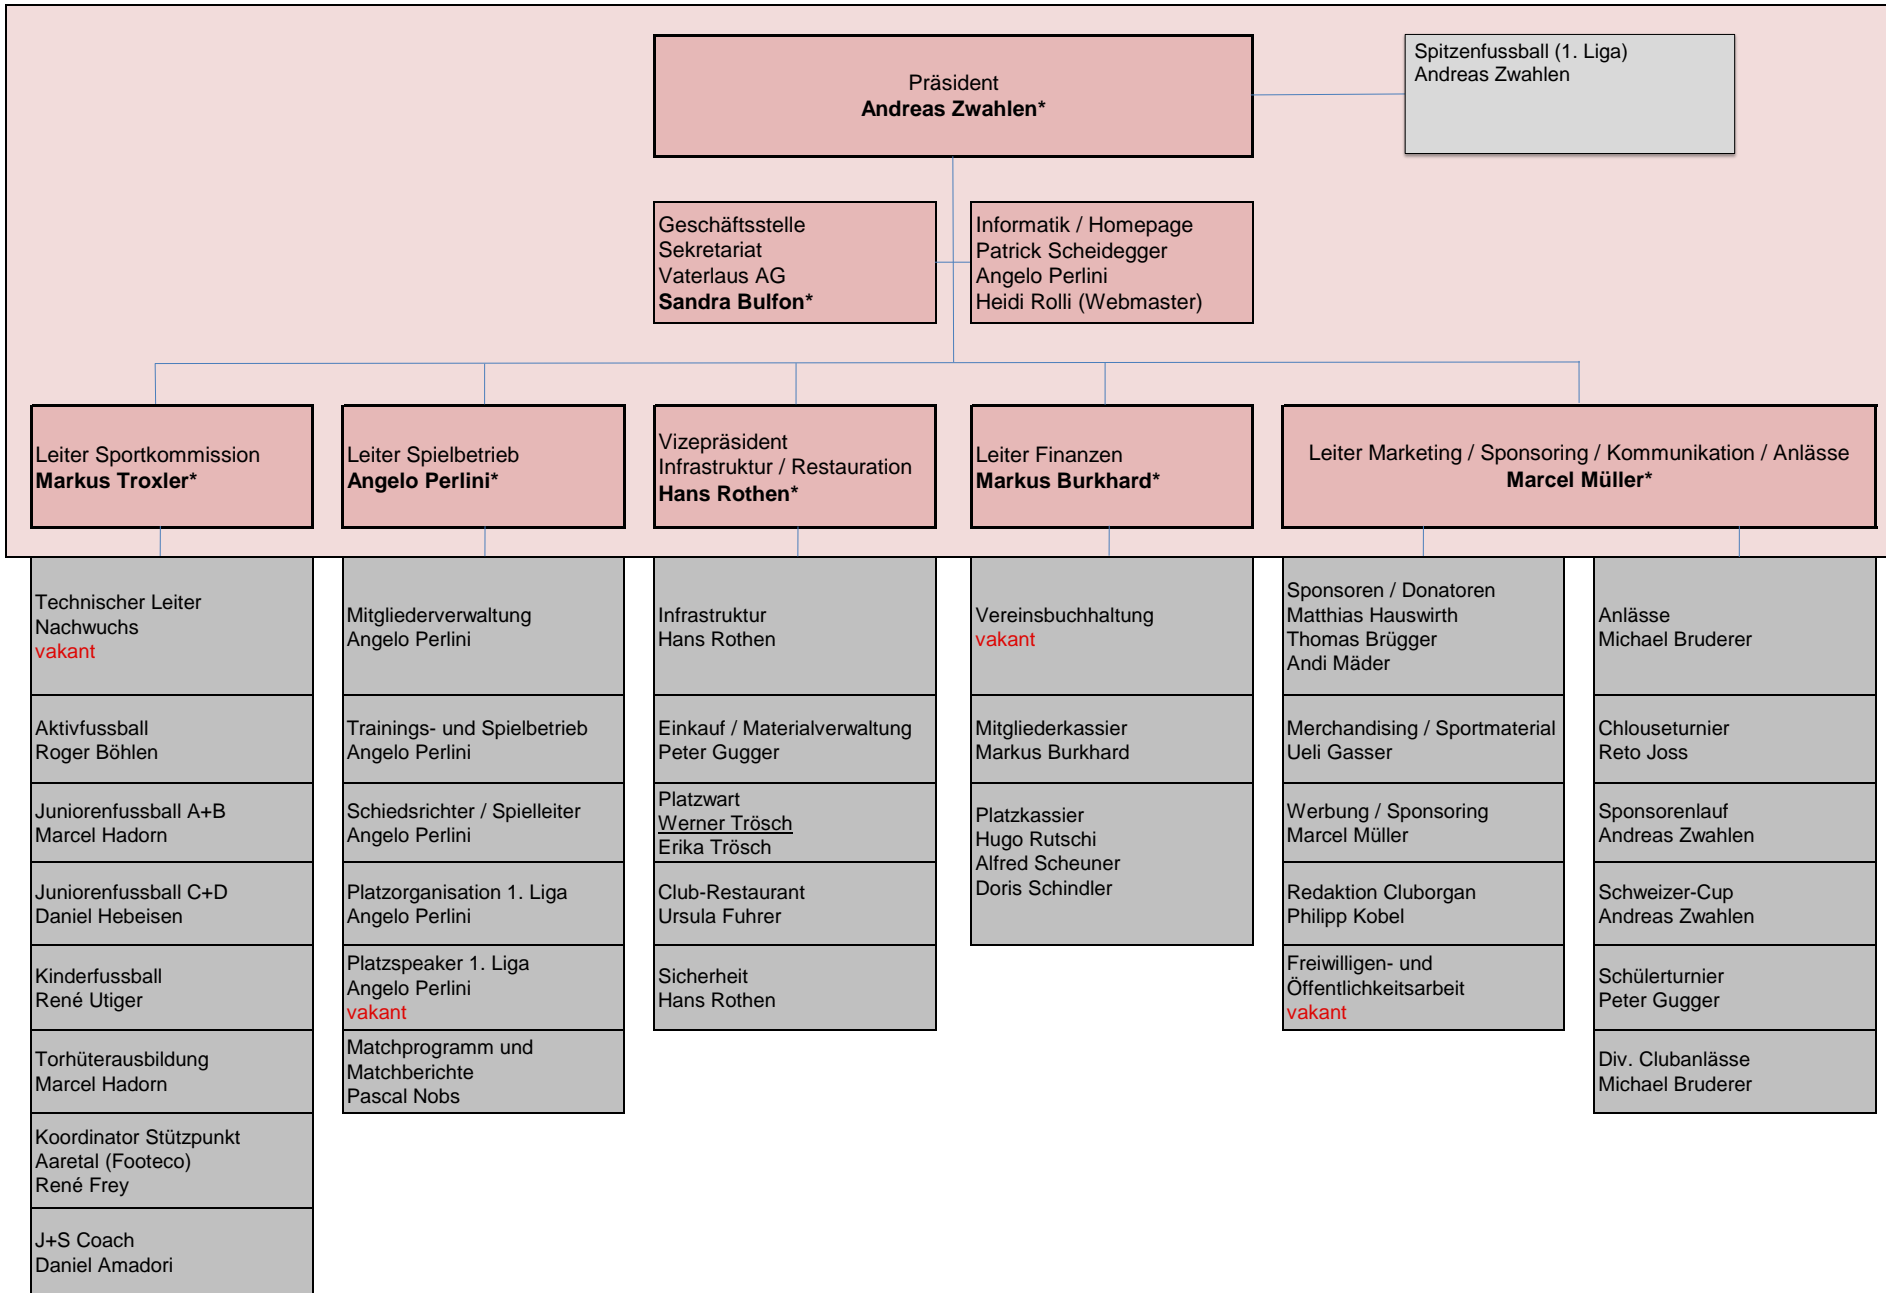 Präsident
Andreas Zwahlen*
Spitzenfussball (1. Liga)
Andreas Zwahlen
Geschäftsstelle
Sekretariat
Vaterlaus AG
Sandra Bulfon*
Informatik / Homepage
Patrick Scheidegger
Angelo Perlini
Heidi Rolli (Webmaster)
Leiter Sportkommission
Markus Troxler*
Leiter Spielbetrieb
Angelo Perlini*
Vizepräsident
Infrastruktur / Restauration
Hans Rothen*
Leiter Finanzen
Markus Burkhard*
Leiter Marketing / Sponsoring / Kommunikation / Anlässe
Marcel Müller*
Technischer Leiter
Nachwuchs
vakant
Aktivfussball
Roger Böhlen
Juniorenfussball A+B
Marcel Hadorn
Juniorenfussball C+D
Daniel Hebeisen
Kinderfussball
René Utiger
Torhüterausbildung
Marcel Hadorn
Koordinator Stützpunkt
Aaretal (Footeco)
René Frey
J+S Coach
Daniel Amadori
Mitgliederverwaltung
Angelo Perlini
Trainings- und Spielbetrieb
Angelo Perlini
Schiedsrichter / Spielleiter
Angelo Perlini
Platzorganisation 1. Liga
Angelo Perlini
Platzspeaker 1. Liga
Angelo Perlini
vakant
Matchprogramm und
Matchberichte
Pascal Nobs
Infrastruktur
Hans Rothen
Einkauf / Materialverwaltung
Peter Gugger
Platzwart
Werner Trösch
Erika Trösch
Club-Restaurant
Ursula Fuhrer
Sicherheit
Hans Rothen
Vereinsbuchhaltung
vakant
Mitgliederkassier
Markus Burkhard
Platzkassier
Hugo Rutschi
Alfred Scheuner
Doris Schindler
Sponsoren / Donatoren
Matthias Hauswirth
Thomas Brügger
Andi Mäder
Merchandising / Sportmaterial
Ueli Gasser
Werbung / Sponsoring
Marcel Müller
Redaktion Cluborgan
Philipp Kobel
Freiwilligen- und
Öffentlichkeitsarbeit
vakant
Anlässe
Michael Bruderer
Chlouseturnier
Reto Joss
Sponsorenlauf
Andreas Zwahlen
Schweizer-Cup
Andreas Zwahlen
Schülerturnier
Peter Gugger
Div. Clubanlässe
Michael Bruderer